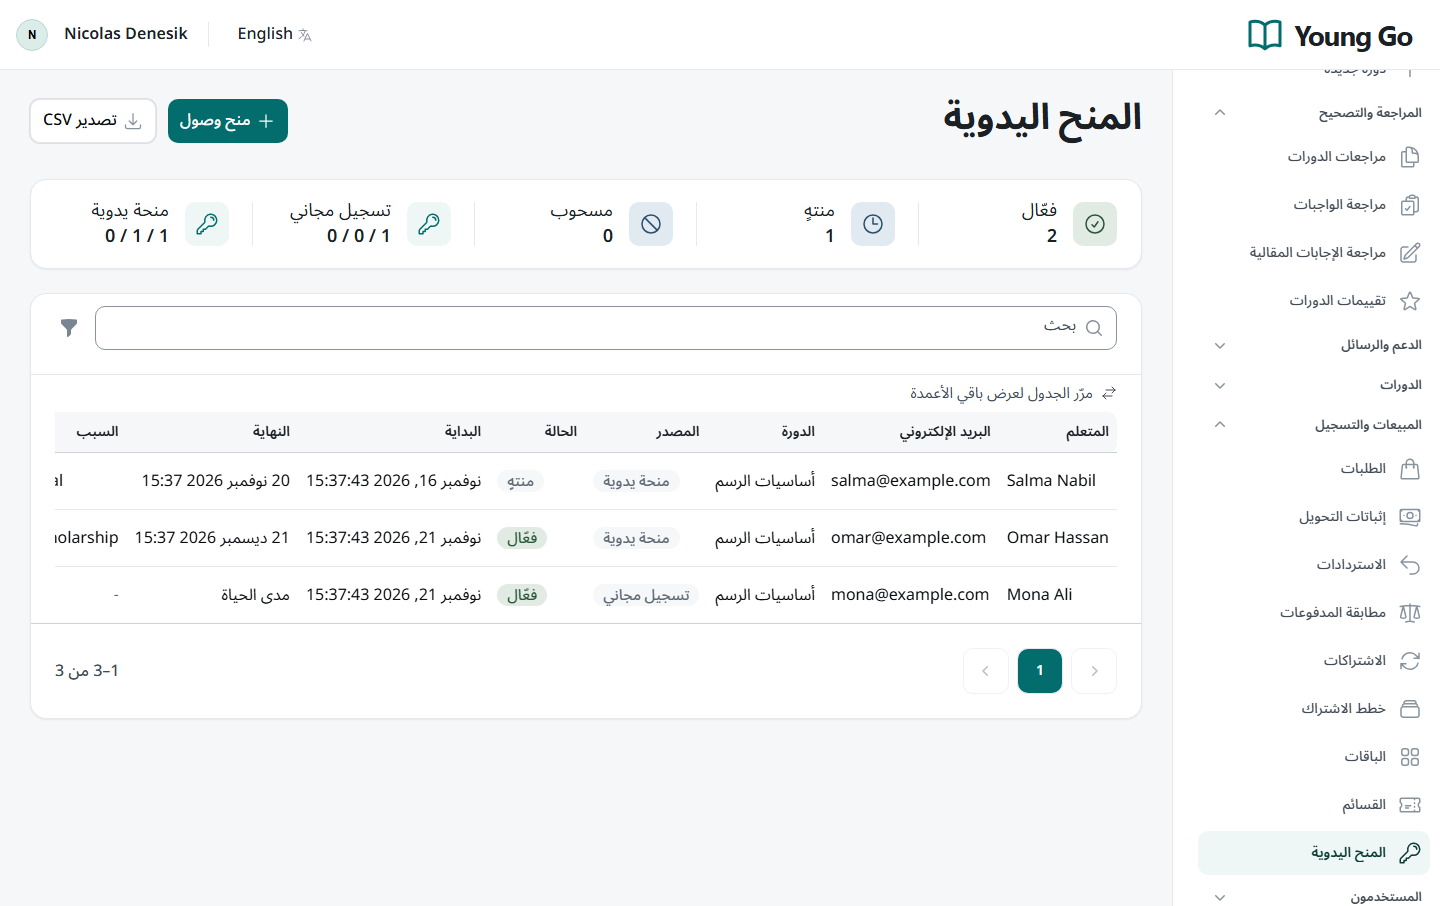 Young Go
English
Nicolas Denesik
N
دورة جديدة
المراجعة والتصحيح
مراجعات الدورات
مراجعة الواجبات
مراجعة الإجابات المقالية
تقييمات الدورات
الدعم والرسائل
الدورات
المبيعات والتسجيل
الطلبات
إثباتات التحويل
الاستردادات
مطابقة المدفوعات
الاشتراكات
خطط الاشتراك
الباقات
القسائم
المنح اليدوية
المستخدمون
المنح اليدوية
منح وصول
تصدير CSV
فعّال
2
منتهٍ
1
مسحوب
0
تسجيل مجاني
1 / 0 / 0
منحة يدوية
1 / 1 / 0
بحث
مرّر الجدول لعرض باقي الأعمدة
المتعلم البريد الإلكتروني الدورة المصدر الحالة البداية النهاية السبب
Salma Nabil salma@example.com أساسيات الرسم منحة يدوية منتهٍ نوفمبر 16, 2026 15:37:43 20 نوفمبر 2026 15:37
Omar Hassan omar@example.com أساسيات الرسم منحة يدوية فعّال نوفمبر 21, 2026 15:37:43 21 ديسمبر 2026 15:37
Mona Ali mona@example.com أساسيات الرسم تسجيل مجاني فعّال نوفمبر 21, 2026 15:37:43 مدى الحياة -
1
1–3 من 3